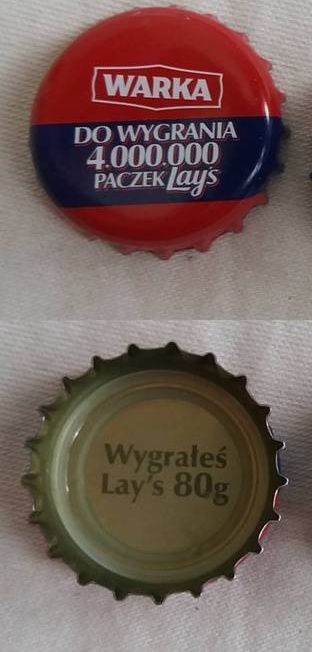 WARKA
DO WYGRANIA
4.000.000
PACZEK Lay's
Wygrałeś
Lay's 80g